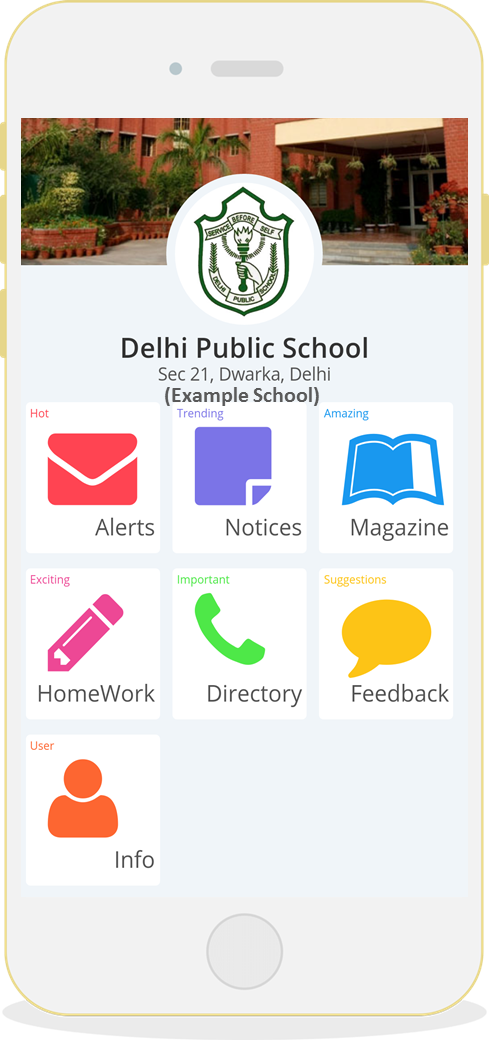 SERVICE BEFORE SELF
DELHI PUBLIC SCHOOL
Delhi Public School
Sec 21, Dwarka, Delhi
(Example School)
Hot
Alerts
Trending
Notices
Amazing
Magazine
Exciting
HomeWork
Important
Directory
Suggestions
Feedback
User
Info